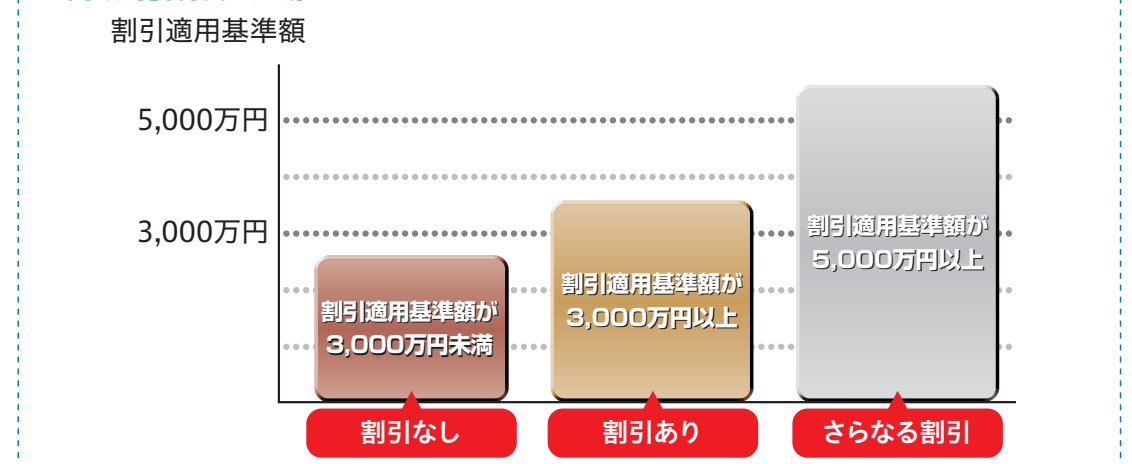 割引適用基準額
5,000万円
3,000万円
割引適用基準額が
3,000万円未満
割引適用基準額が
3,000万円以上
割引適用基準額が
5,000万円以上
割引なし
割引あり
さらなる割引